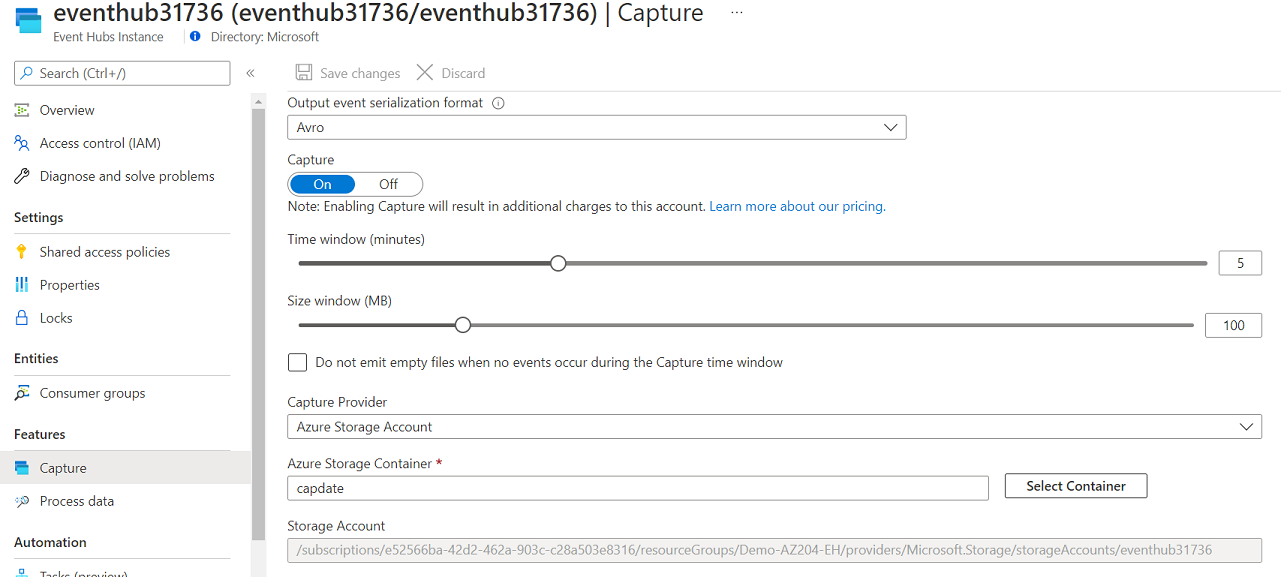 eventhub31736 (eventhub31736/eventhub31736) | Capture ...
Event Hubs Instance Directory: Microsoft
Search (Ctrl+/) «
Overview
Access control (IAM)
Diagnose and solve problems
Settings
Shared access policies
Properties
Locks
Entities
Consumer groups
Features
Capture
Process data
Automation
Tasks (preview)
Save changes Discard
Output event serialization format
Avro
Capture
On Off
Note: Enabling Capture will result in additional charges to this account. Learn more about our pricing.
Time window (minutes)
5
Size window (MB)
100
Do not emit empty files when no events occur during the Capture time window
Capture Provider
Azure Storage Account
Azure Storage Container *
capdate Select Container
Storage Account
/subscriptions/e52566ba-42d2-462a-903c-c28a503e8316/resourceGroups/Demo-AZ204-EH/providers/Microsoft.Storage/storageAccounts/eventhub31736